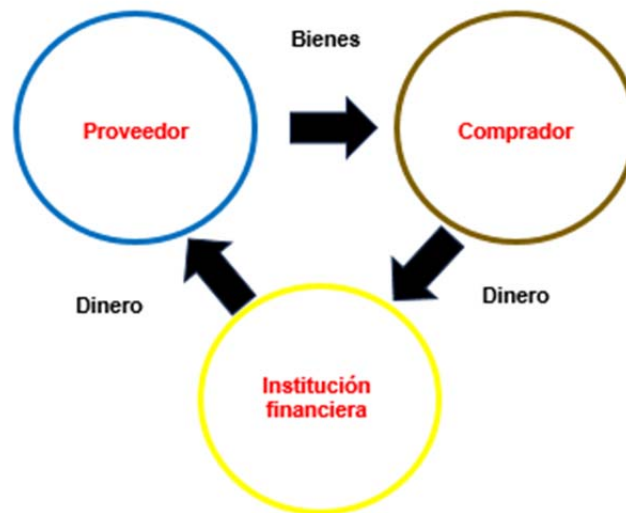 Bienes
Proveedor
Comprador
Dinero
Dinero
Institución
financiera